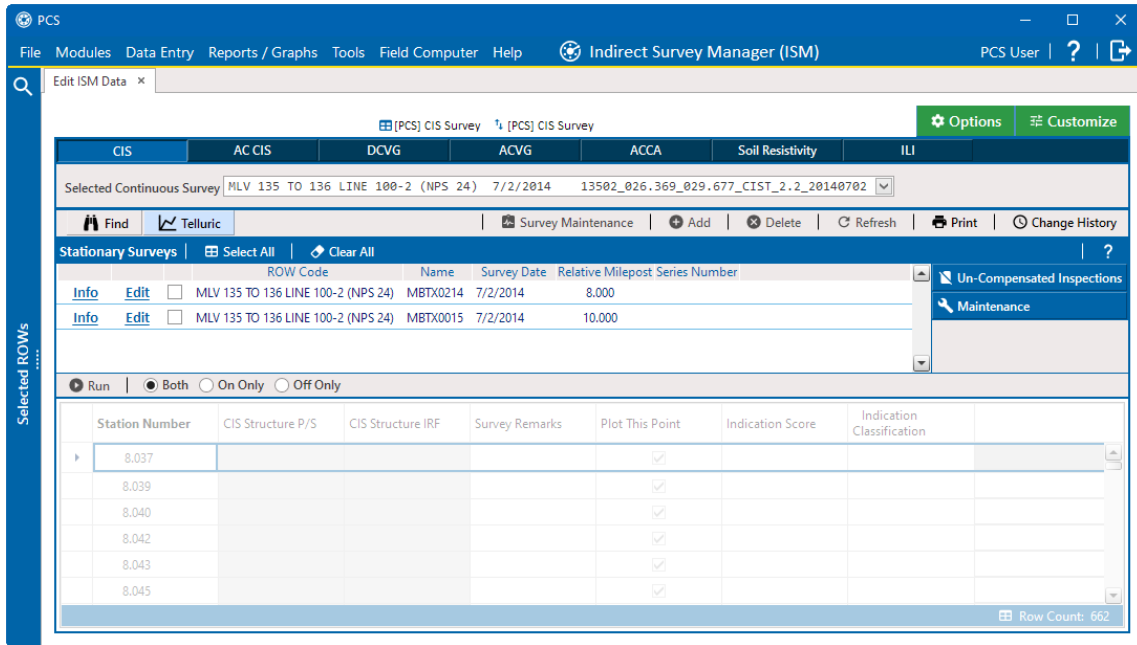 PCS
File Modules Data Entry Reports / Graphs Tools Field Computer Help Indirect Survey Manager (ISM) PCS User | ? |
Edit ISM Data ×
[PCS] CIS Survey [PCS] CIS Survey
Options Customize
CIS AC CIS DCVG ACVG ACCA Soil Resistivity ILI
Selected Continuous Survey MLV 135 TO 136 LINE 100-2 (NPS 24) 7/2/2014 13502_026.369_029.677_CIST_2.2_20140702
Find Telluric | Survey Maintenance | Add | Delete | Refresh | Print | Change History
Stationary Surveys | Select All | Clear All | ?
ROW Code Name Survey Date Relative Milepost Series Number
Info Edit MLV 135 TO 136 LINE 100-2 (NPS 24) MBTX0214 7/2/2014 8.000
Info Edit MLV 135 TO 136 LINE 100-2 (NPS 24) MBTX0015 7/2/2014 10.000
Un-Compensated Inspections
Maintenance
Selected ROWs
Run | Both On Only Off Only
Station Number CIS Structure P/S CIS Structure IRF Survey Remarks Plot This Point Indication Score Indication Classification
8.037
8.039
8.040
8.042
8.043
8.045
Row Count: 662